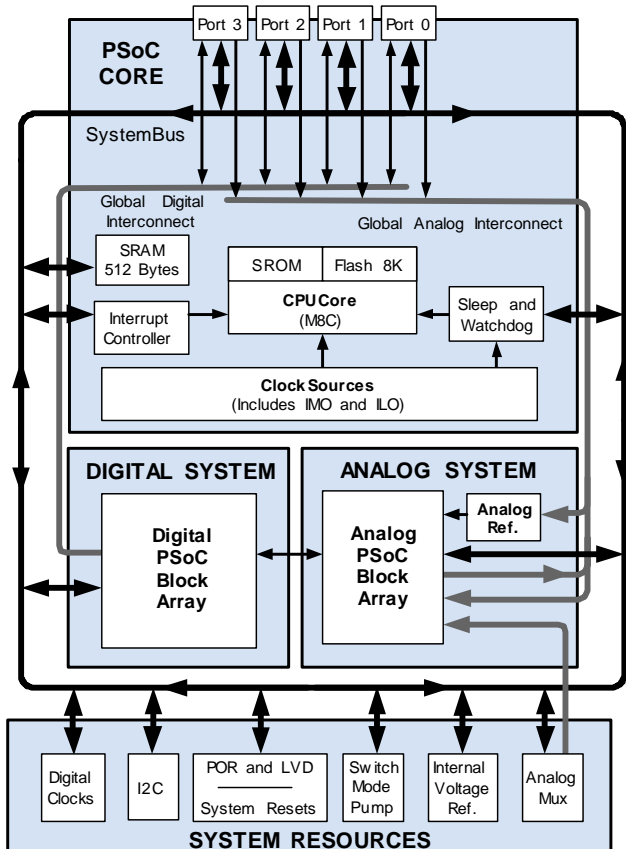 Port 3 Port 2 Port 1 Port 0
PSoC
CORE
SystemBus
Global Digital
Interconnect
Global Analog Interconnect
SRAM
512 Bytes
SROM Flash 8K
CPU Core
(M8C)
Interrupt
Controller
Sleep and
Watchdog
Clock Sources
(Includes IMO and ILO)
DIGITAL SYSTEM
Digital
PSoC
Block
Array
ANALOG SYSTEM
Analog
PSoC
Block
Array
Analog
Ref.
Digital
Clocks
I2C
POR and LVD
System Resets
Switch
Mode
Pump
Internal
Voltage
Ref.
Analog
Mux
SYSTEM RESOURCES